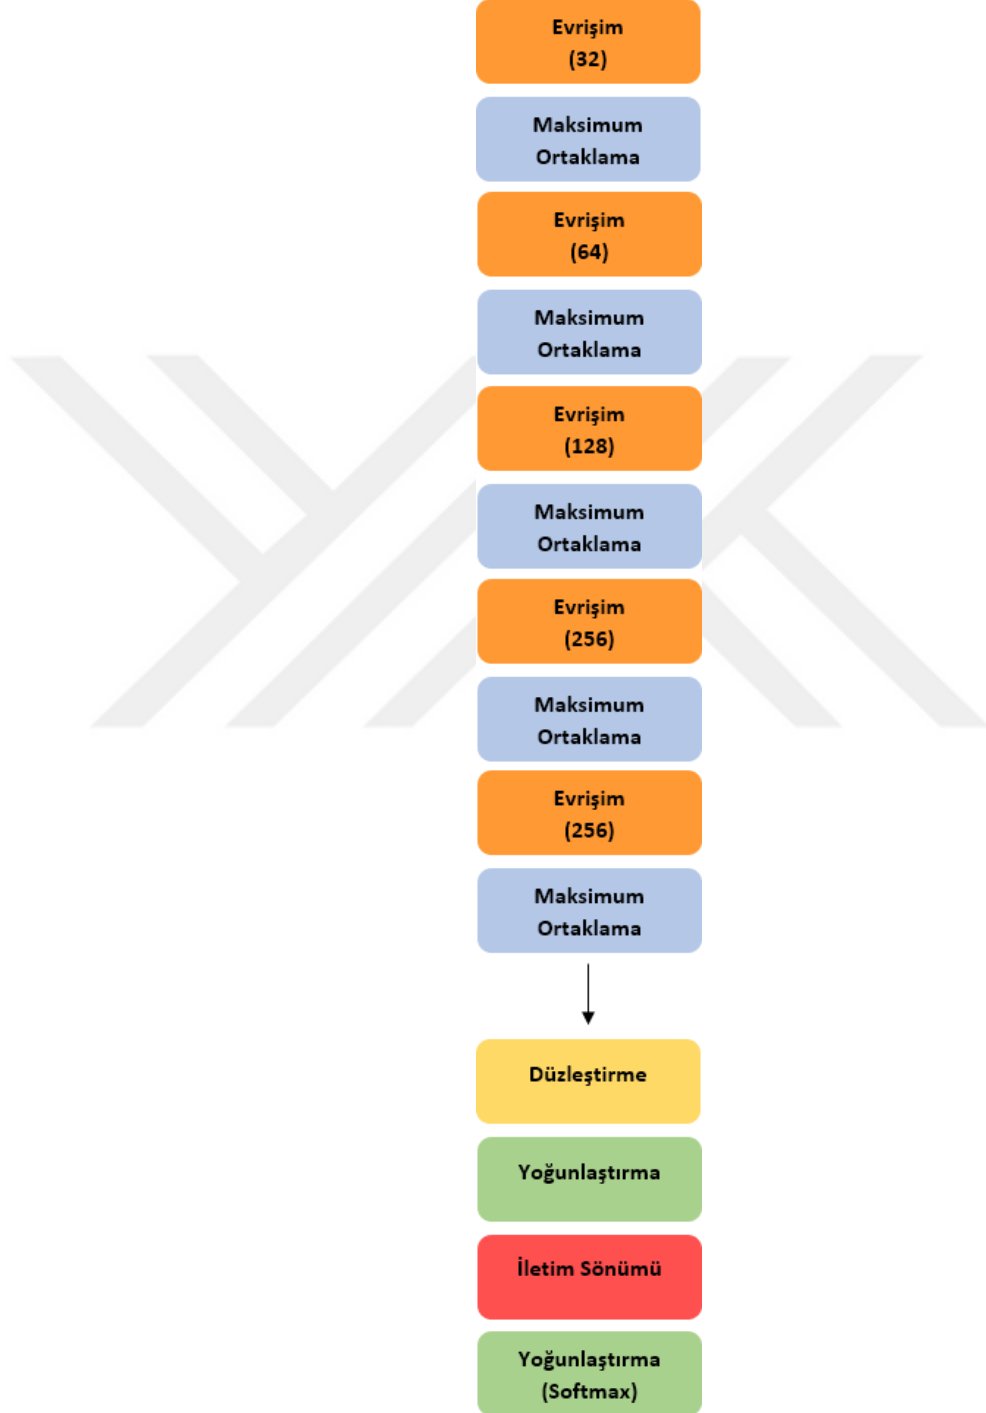 Evrişim
(32)
Maksimum
Ortaklama
Evrişim
(64)
Maksimum
Ortaklama
Evrişim
(128)
Maksimum
Ortaklama
Evrişim
(256)
Maksimum
Ortaklama
Evrişim
(256)
Maksimum
Ortaklama
Düzleştirme
Yoğunlaştırma
İletim Sönümü
Yoğunlaştırma
(Softmax)